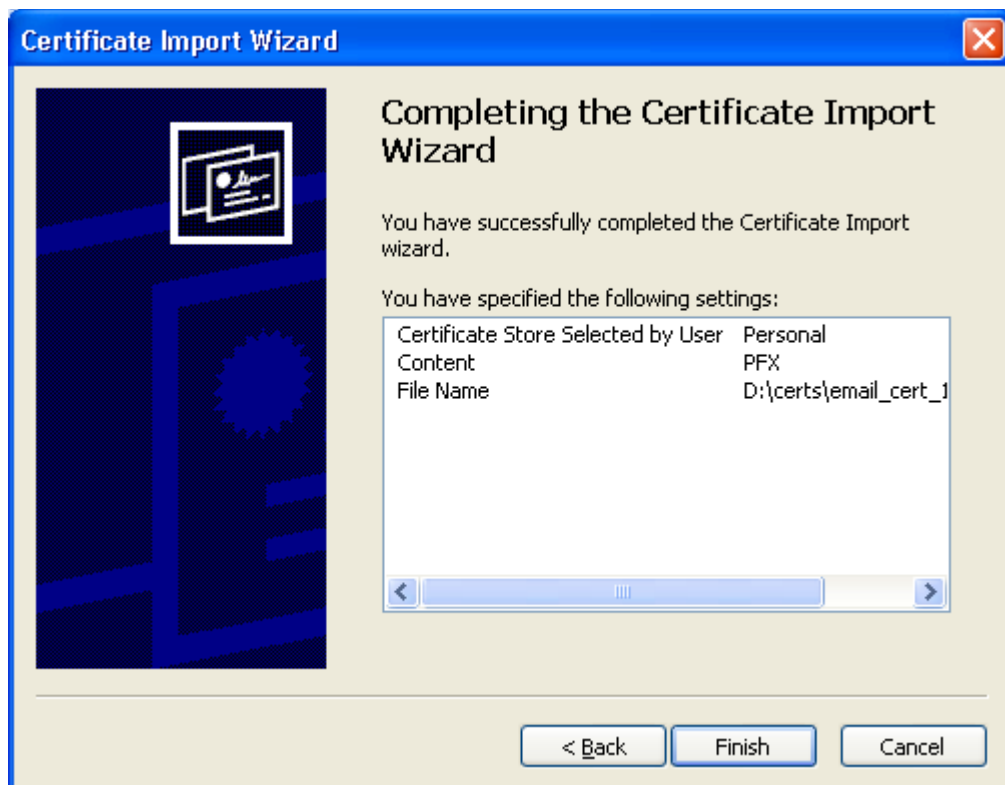 Certificate Import Wizard
Completing the Certificate Import
Wizard
You have successfully completed the Certificate Import
wizard.
You have specified the following settings:
Certificate Store Selected by User Personal
Content PFX
File Name D:\certs\email_cert_1
< Back Finish Cancel